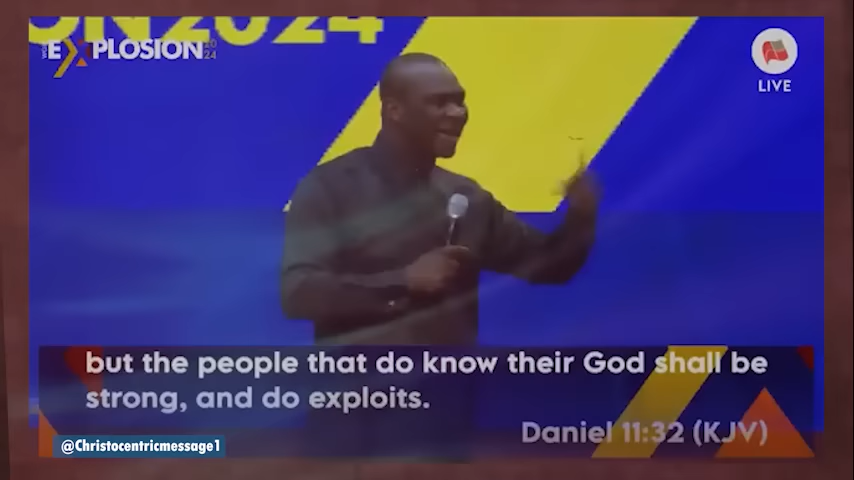 ON2024
EXPLOSION
2024
LIVE
but the people that do know their God shall be
strong, and do exploits.
Daniel 11:32 (KJV)
@Christocentricmessage1